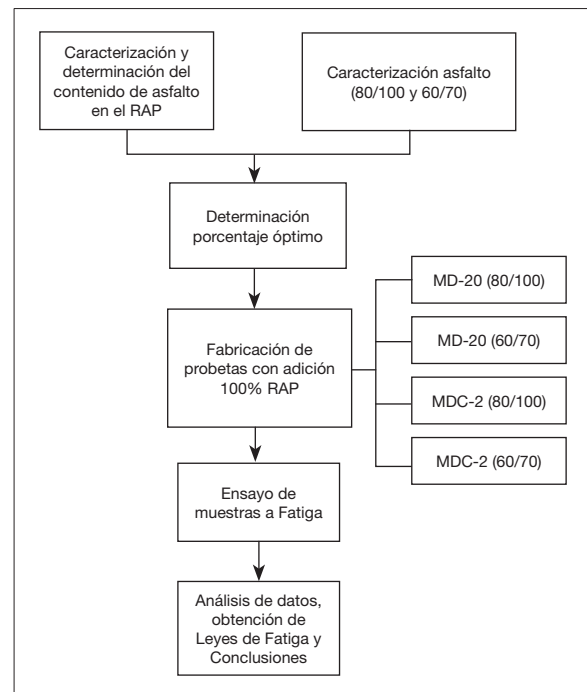 Caracterización y
determinación del
contenido de asfalto
en el RAP
Caracterización asfalto
(80/100 y 60/70)
Determinación
porcentaje óptimo
Fabricación de
probetas con adición
100% RAP
MD-20 (80/100)
MD-20 (60/70)
MDC-2 (80/100)
MDC-2 (60/70)
Ensayo de
muestras a Fatiga
Análisis de datos,
obtención de
Leyes de Fatiga y
Conclusiones